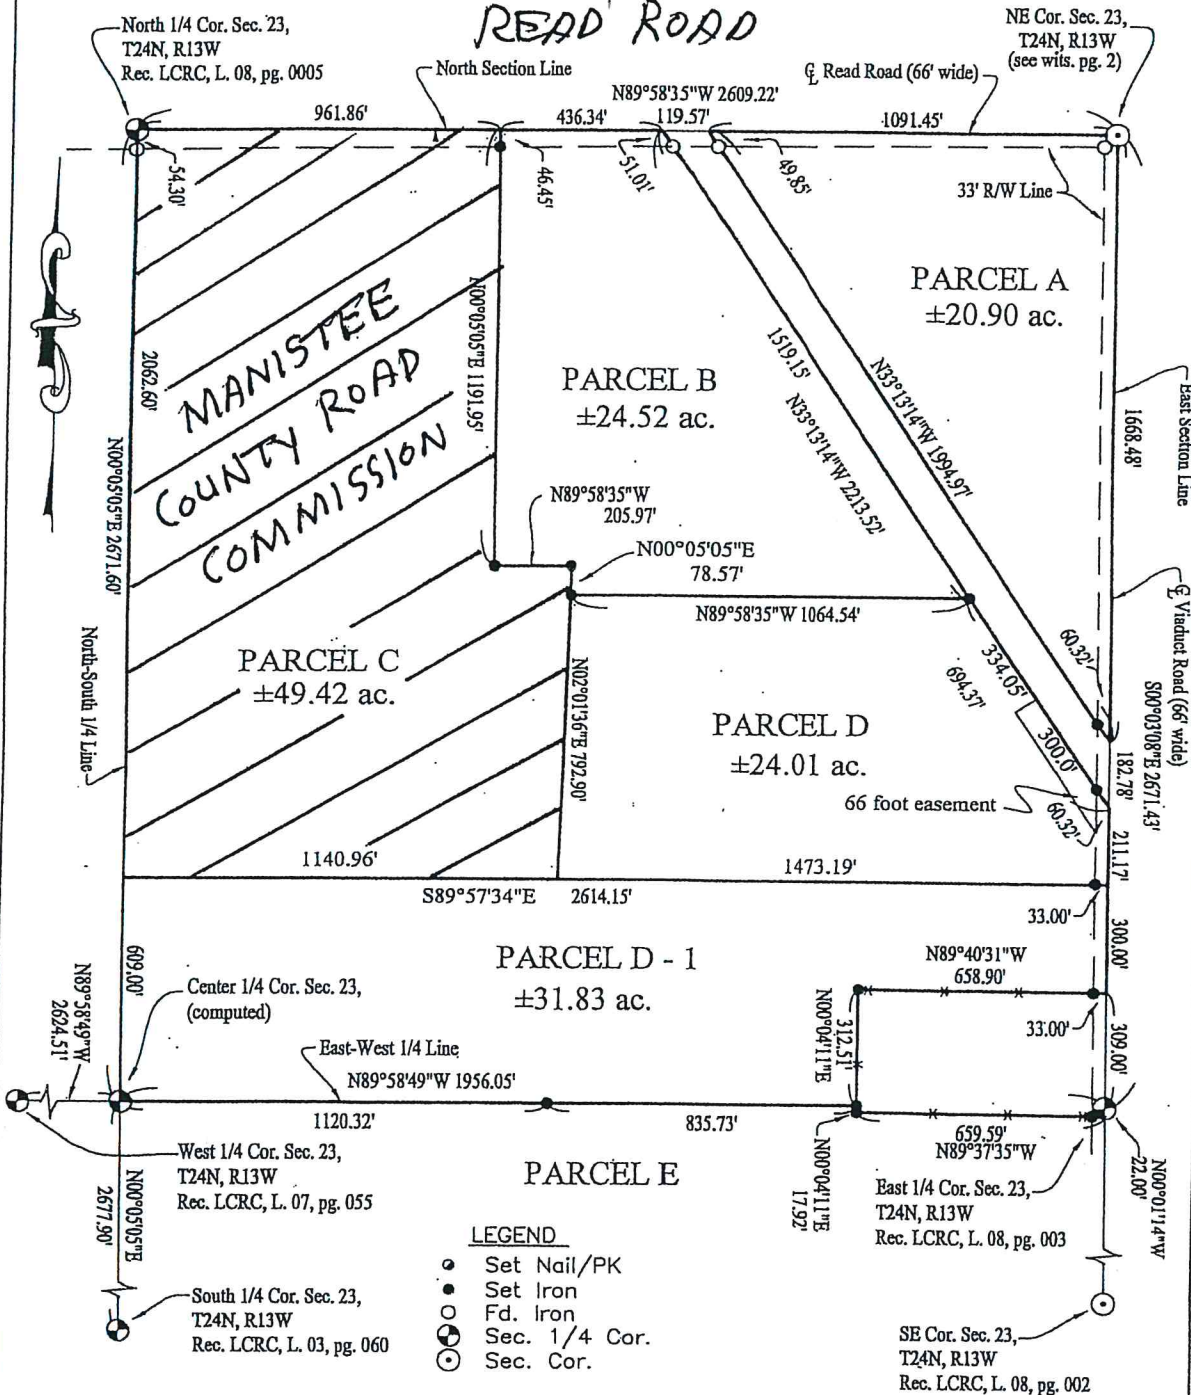 READ ROAD
North 1/4 Cor. Sec. 23,
T24N, R13W
Rec. LCRC, L. 08, pg. 0005
North Section Line
NE Cor. Sec. 23,
T24N, R13W
(see wits. pg. 2)
℄ Read Road (66' wide)
N89°58'35"W 2609.22'
961.86'
436.34'
119.57'
1091.45'
54.30'
46.45'
51.01'
49.85'
33' R/W Line
PARCEL A
±20.90 ac.
MANISTEE
COUNTY ROAD
COMMISSION
2062.60'
N00°05'05"E 2671.60'
North-South 1/4 Line
N00°05'05"E 1191.95'
PARCEL B
±24.52 ac.
1519.15'
N33°13'14"W 2213.52'
N33°13'14"W 1994.97'
East Section Line
1668.48'
℄ Viaduct Road (66' wide)
S00°03'08"E 2671.43'
N89°58'35"W
205.97'
N00°05'05"E
78.57'
N89°58'35"W 1064.54'
PARCEL C
±49.42 ac.
N02°01'36"E 792.90'
PARCEL D
±24.01 ac.
334.05'
694.37'
300.0'
60.32'
60.32'
182.78'
66 foot easement
211.17'
1140.96'
1473.19'
S89°57'34"E 2614.15'
33.00'
300.00'
PARCEL D - 1
±31.83 ac.
N89°40'31"W
658.90'
609.00'
Center 1/4 Cor. Sec. 23,
(computed)
N89°58'49"W
2624.51'
N00°04'11"E
312.51'
33.00'
309.00'
East-West 1/4 Line
N89°58'49"W 1956.05'
1120.32'
835.73'
659.59'
N89°37'35"W
N00°04'11"E
17.92'
N00°01'14"W
22.00'
West 1/4 Cor. Sec. 23,
T24N, R13W
Rec. LCRC, L. 07, pg. 055
PARCEL E
East 1/4 Cor. Sec. 23,
T24N, R13W
Rec. LCRC, L. 08, pg. 003
N00°05'05"E
2677.90'
LEGEND
Set Nail/PK
Set Iron
Fd. Iron
Sec. 1/4 Cor.
Sec. Cor.
South 1/4 Cor. Sec. 23,
T24N, R13W
Rec. LCRC, L. 03, pg. 060
SE Cor. Sec. 23,
T24N, R13W
Rec. LCRC, L. 08, pg. 002